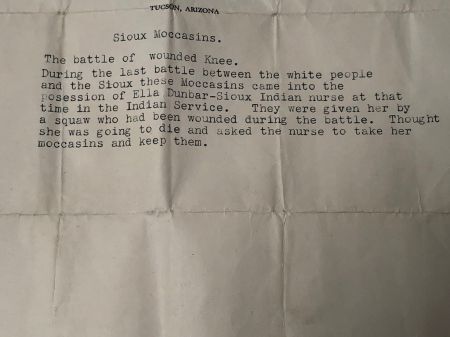 TUCSON, ARIZONA
Sioux Moccasins.
The battle of wounded Knee.
During the last battle between the white people
and the Sioux these Moccasins came into the
posession of Ella Dunbar-Sioux Indian nurse at that
time in the Indian Service. They were given her by
a squaw who had been wounded during the battle. Thought
she was going to die and asked the nurse to take her
moccasins and keep them.